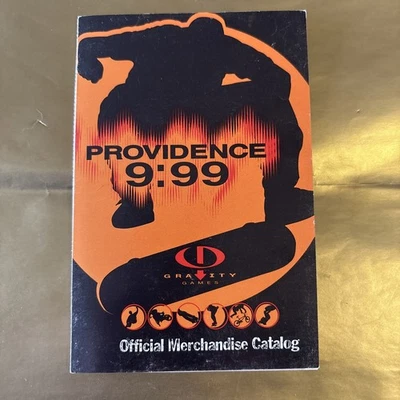 PROVIDENCE
9:99
GRAVITY
GAMES
Official Merchandise Catalog